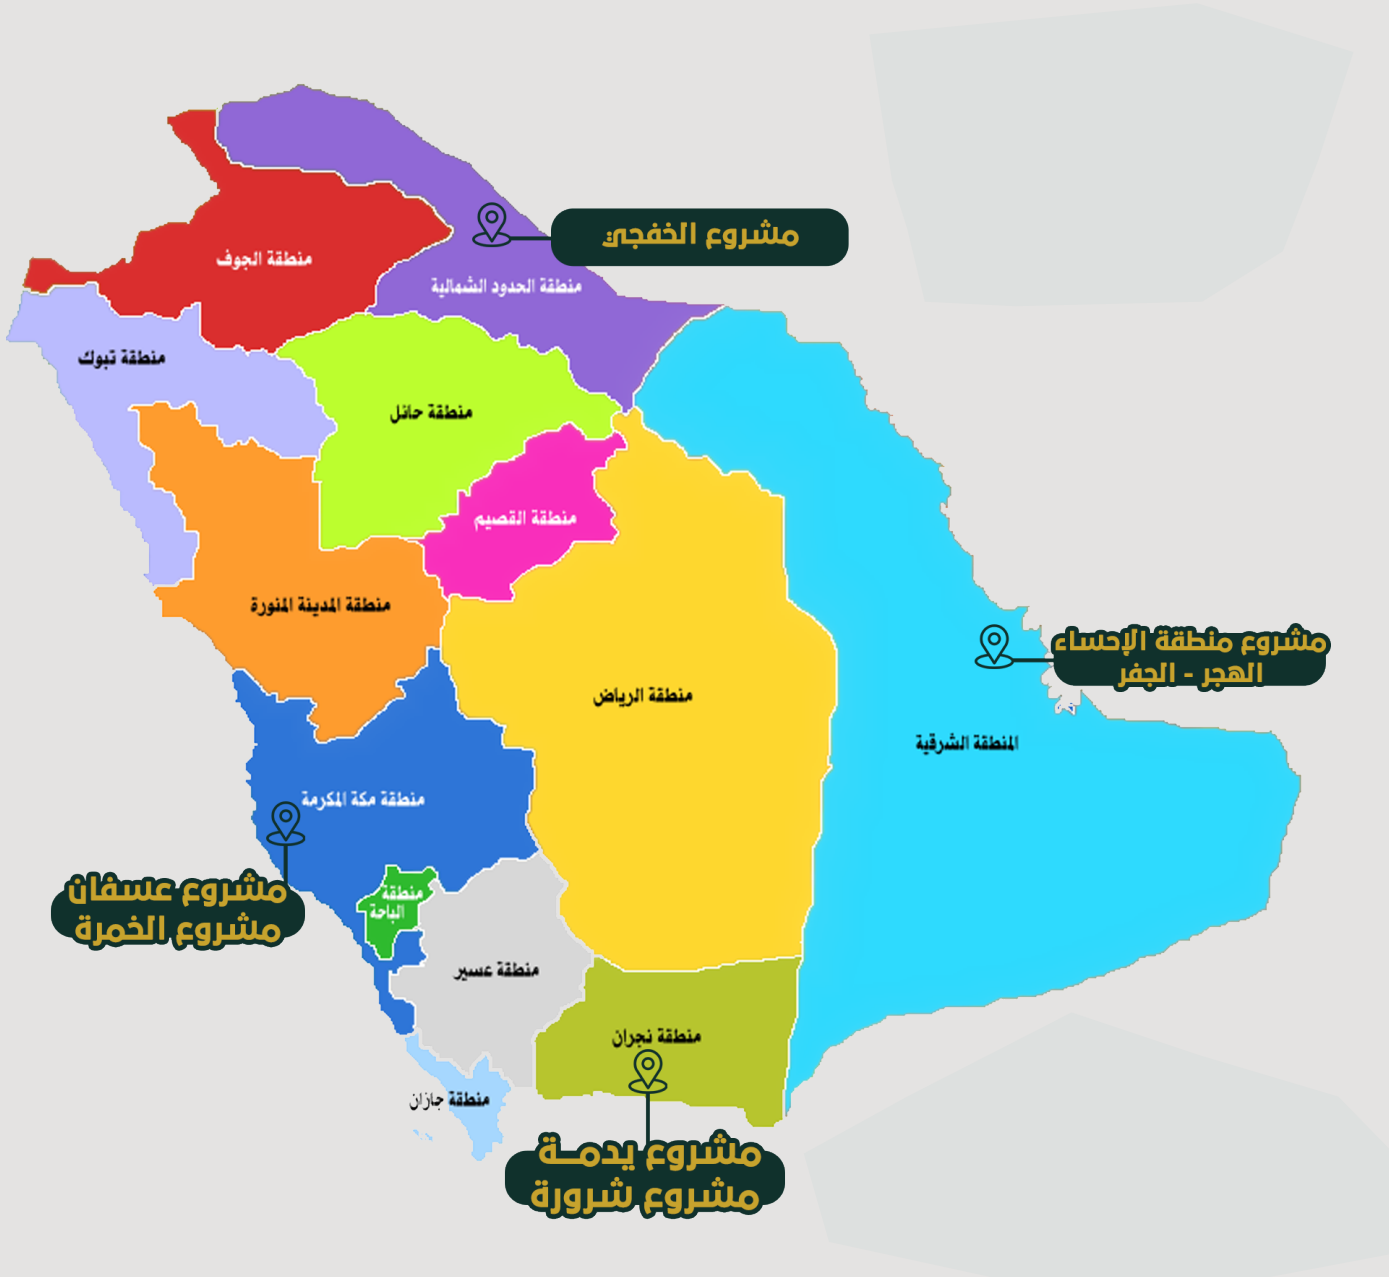 مشروع الخفجي
منطقة الجوف
منطقة الحدود الشمالية
منطقة تبوك
منطقة حائل
منطقة القصيم
منطقة المدينة المنورة
مشروع منطقة الإحساء
الهجر - الجفر
منطقة الرياض
المنطقة الشرقية
منطقة مكة المكرمة
مشروع عسفان
مشروع الخمرة
منطقة
الباحة
منطقة عسير
منطقة نجران
منطقة جازان
مشروع يدمــة
مشروع شرورة